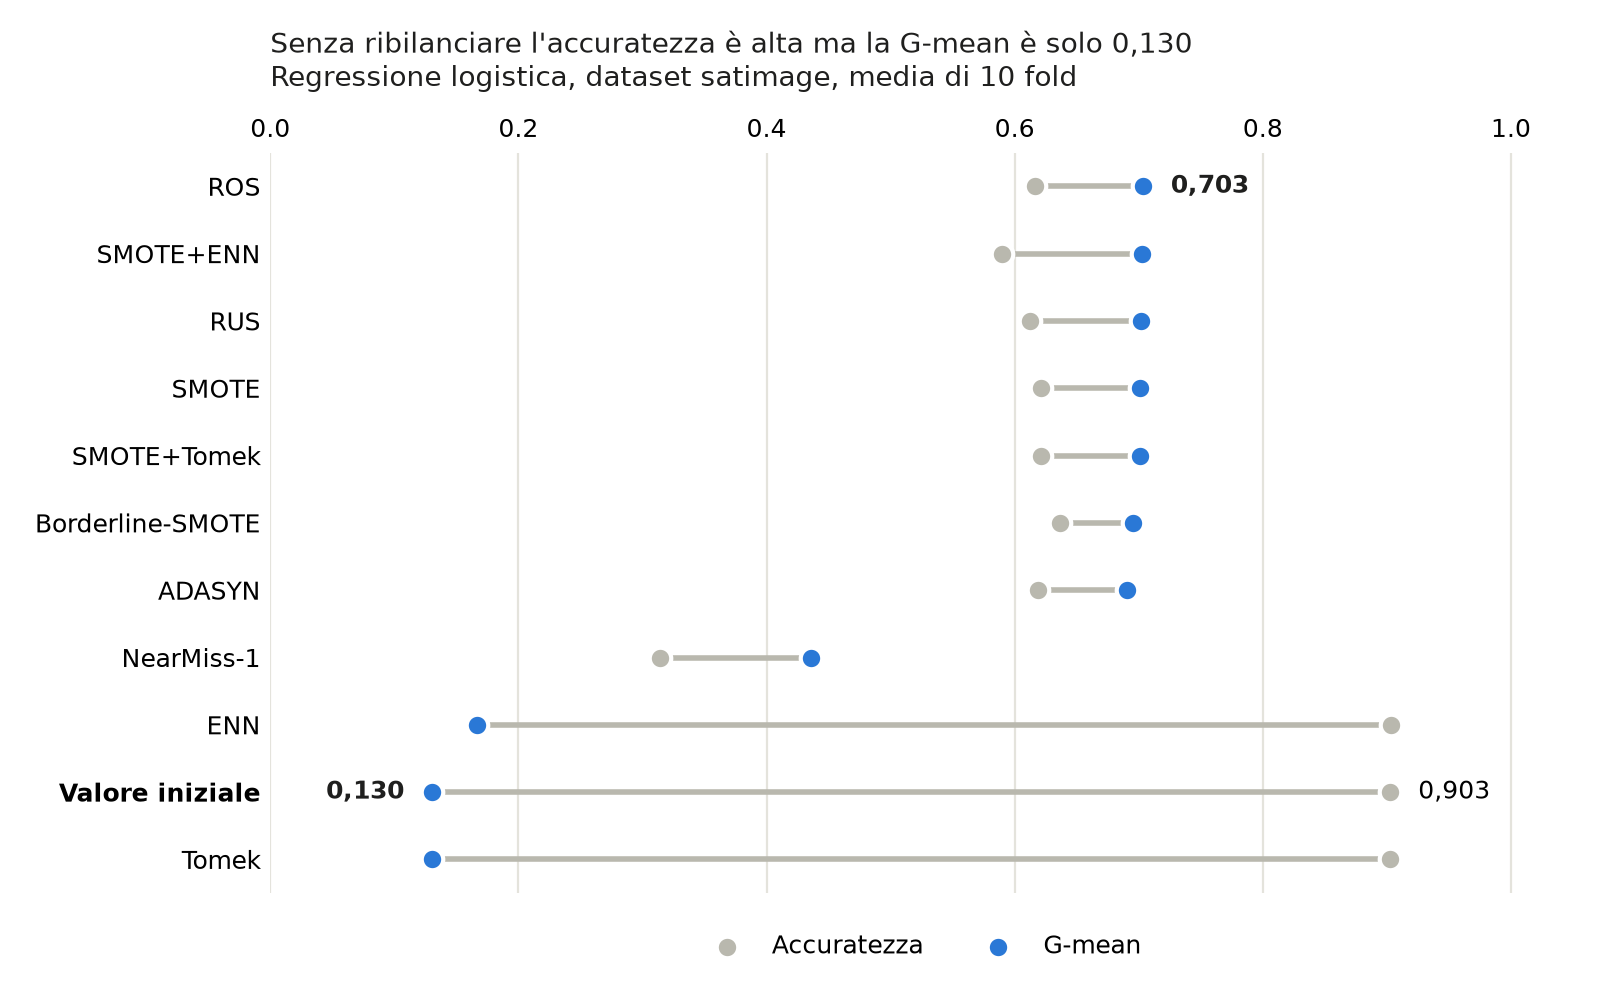 Senza ribilanciare l'accuratezza è alta ma la G-mean è solo 0,130
Regressione logistica, dataset satimage, media di 10 fold
0.0 0.2 0.4 0.6 0.8 1.0
ROS 0,703
SMOTE+ENN
RUS
SMOTE
SMOTE+Tomek
Borderline-SMOTE
ADASYN
NearMiss-1
ENN
Valore iniziale 0,130 0,903
Tomek
Accuratezza G-mean